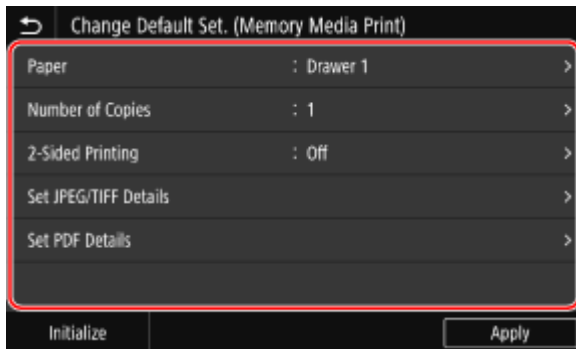 Change Default Set. (Memory Media Print)
Paper : Drawer 1 >
Number of Copies : 1 >
2-Sided Printing : Off >
Set JPEG/TIFF Details >
Set PDF Details >
Initialize Apply